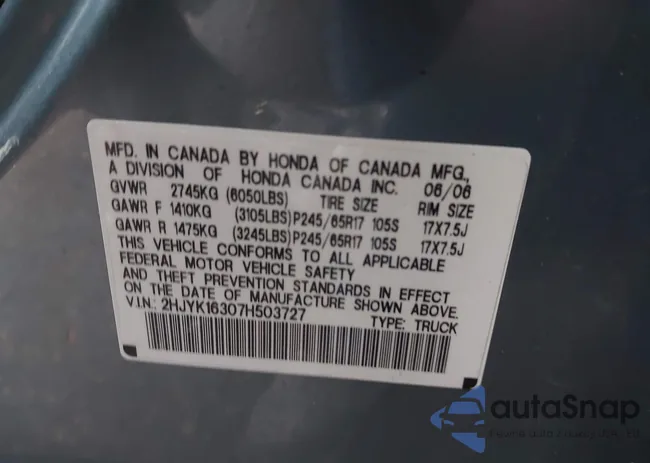 MFD. IN CANADA BY HONDA OF CANADA MFG.,
A DIVISION OF HONDA CANADA INC. 06/06
GVWR 2745KG (6050LBS) TIRE SIZE RIM SIZE
GAWR F 1410KG (3105LBS) P245/65R17 105S 17X7.5J
GAWR R 1475KG (3245LBS) P245/65R17 105S 17X7.5J
THIS VEHICLE CONFORMS TO ALL APPLICABLE
FEDERAL MOTOR VEHICLE SAFETY
AND THEFT PREVENTION STANDARDS IN EFFECT
ON THE DATE OF MANUFACTURE SHOWN ABOVE.
V.I.N.: 2HJYK16307H503727 TYPE: TRUCK
autoSnap